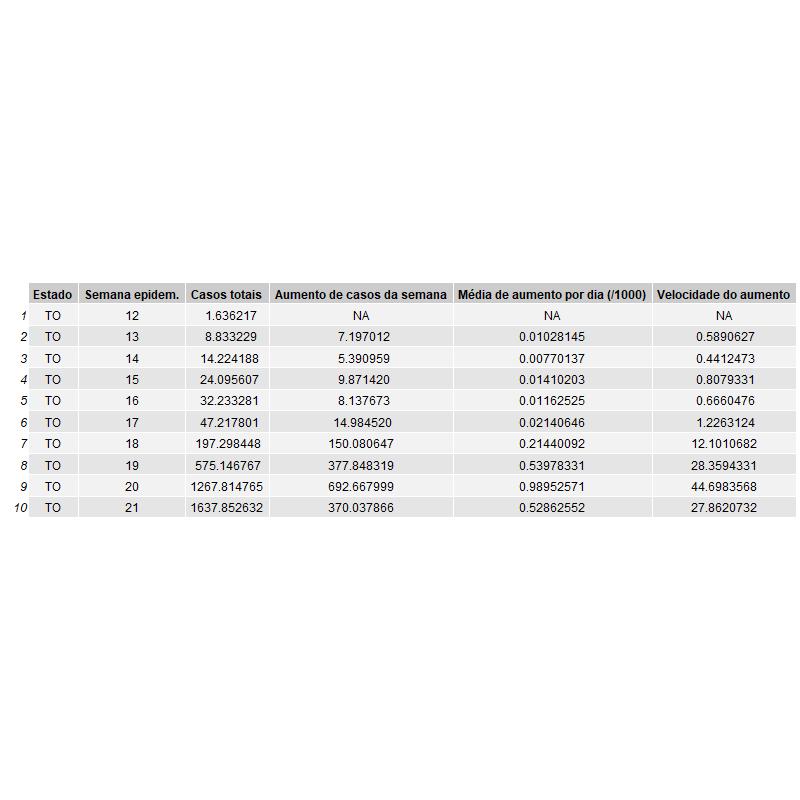 Estado Semana epidem. Casos totais Aumento de casos da semana Média de aumento por dia (/1000) Velocidade do aumento
1 TO 12 1.636217 NA NA NA
2 TO 13 8.833229 7.197012 0.01028145 0.5890627
3 TO 14 14.224188 5.390959 0.00770137 0.4412473
4 TO 15 24.095607 9.871420 0.01410203 0.8079331
5 TO 16 32.233281 8.137673 0.01162525 0.6660476
6 TO 17 47.217801 14.984520 0.02140646 1.2263124
7 TO 18 197.298448 150.080647 0.21440092 12.1010682
8 TO 19 575.146767 377.848319 0.53978331 28.3594331
9 TO 20 1267.814765 692.667999 0.98952571 44.6983568
10 TO 21 1637.852632 370.037866 0.52862552 27.8620732